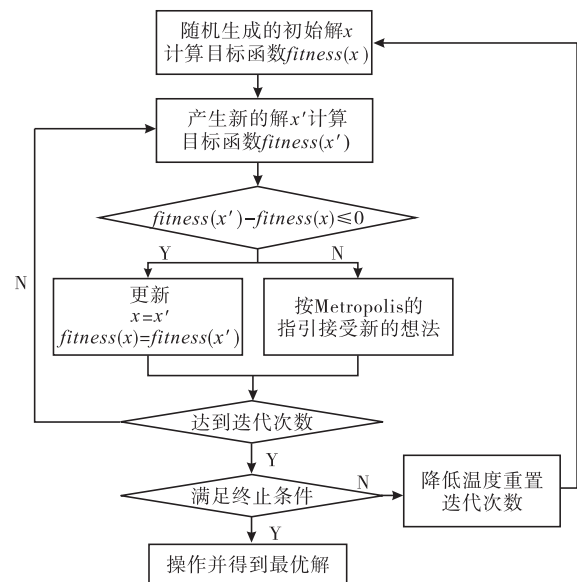 随机生成的初始解x
计算目标函数fitness(x)
产生新的解x′计算
目标函数fitness(x′)
fitness(x′)-fitness(x)≤0
Y
N
更新
x=x′
fitness(x)=fitness(x′)
按Metropolis的
指引接受新的想法
N
达到迭代次数
Y
满足终止条件
N
降低温度重置
迭代次数
Y
操作并得到最优解